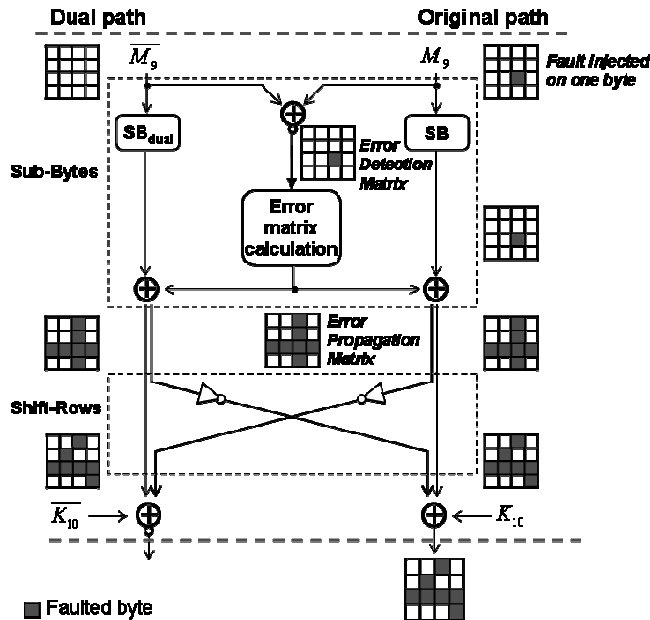 Dual path
Original path
M9
M9
Fault injected
on one byte
SBdual
SB
Error
Detection
Matrix
Sub-Bytes
Error
matrix
calculation
Error
Propagation
Matrix
Shift-Rows
K10
K10
Faulted byte